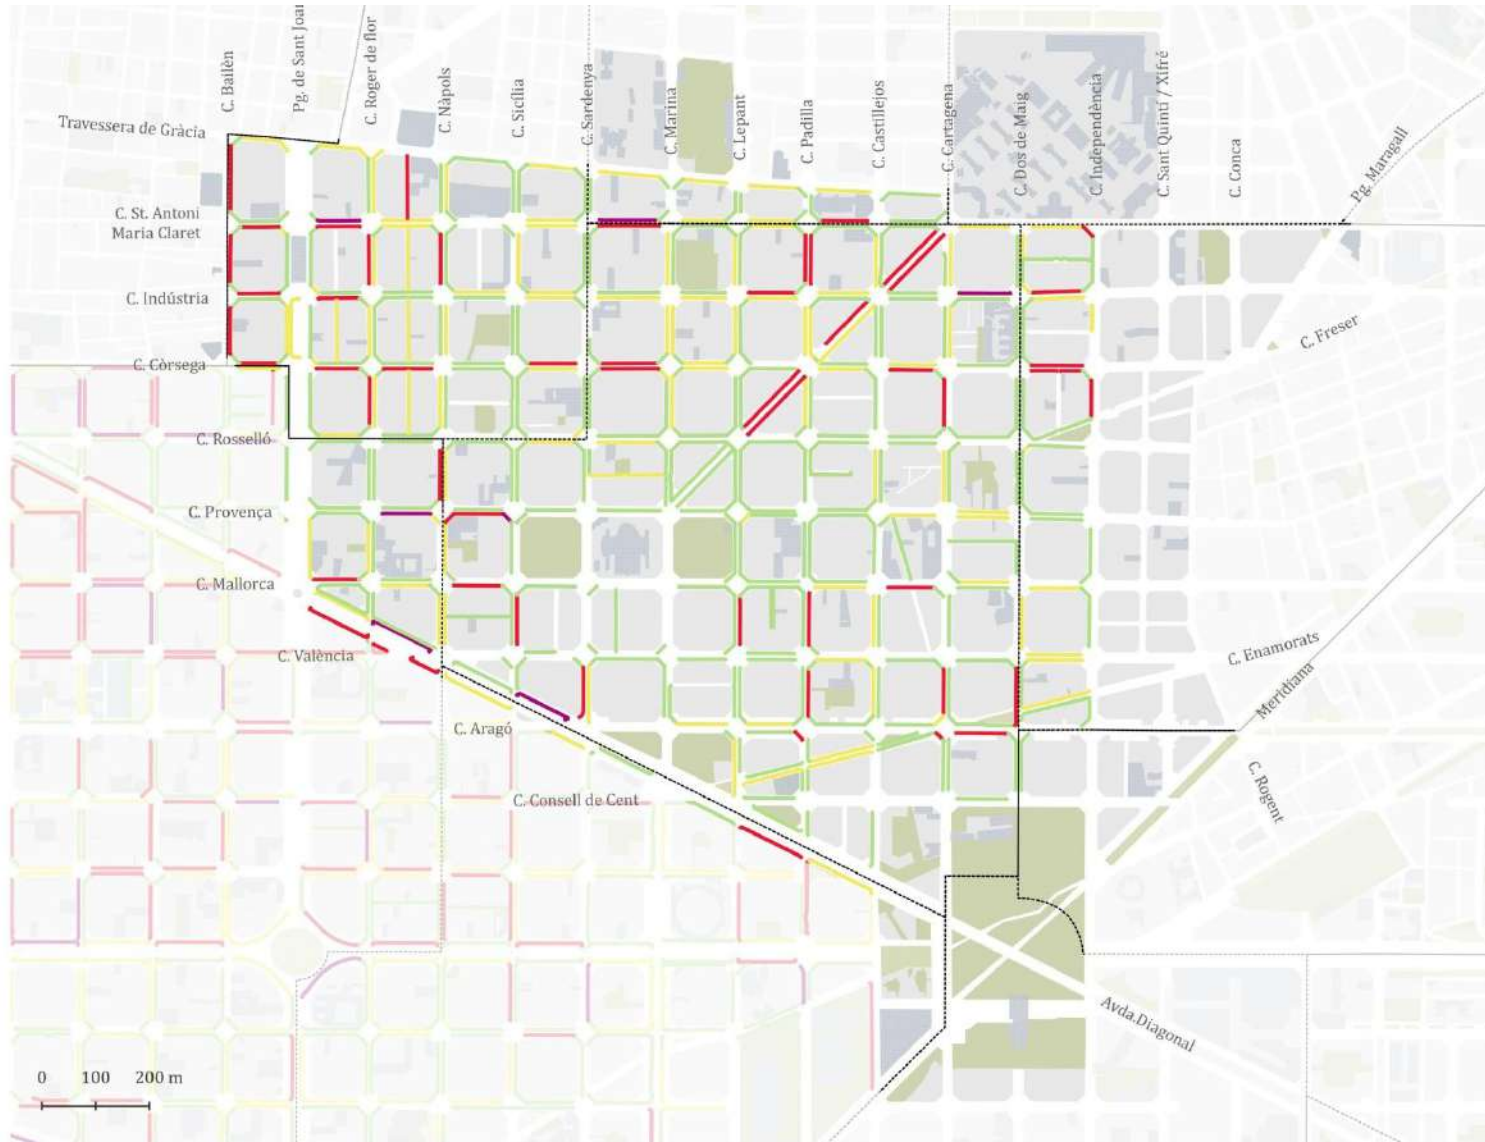 C. Bailèn
Pg. de Sant Joan
C. Roger de flor
C. Nàpols
C. Sicília
C. Sardenya
C. Marina
C. Lepant
C. Padilla
C. Castillejos
C. Cartagena
C. Dos de Maig
C. Independència
C. Sant Quintí / Xifré
C. Conca
Pg. Maragall
Travessera de Gràcia
C. St. Antoni
Maria Claret
C. Indústria
C. Freser
C. Còrsega
C. Rosselló
C. Provença
C. Mallorca
C. València
C. Enamorats
Meridiana
C. Aragó
C. Rogent
C. Consell de Cent
Avda.Diagonal
0 100 200 m